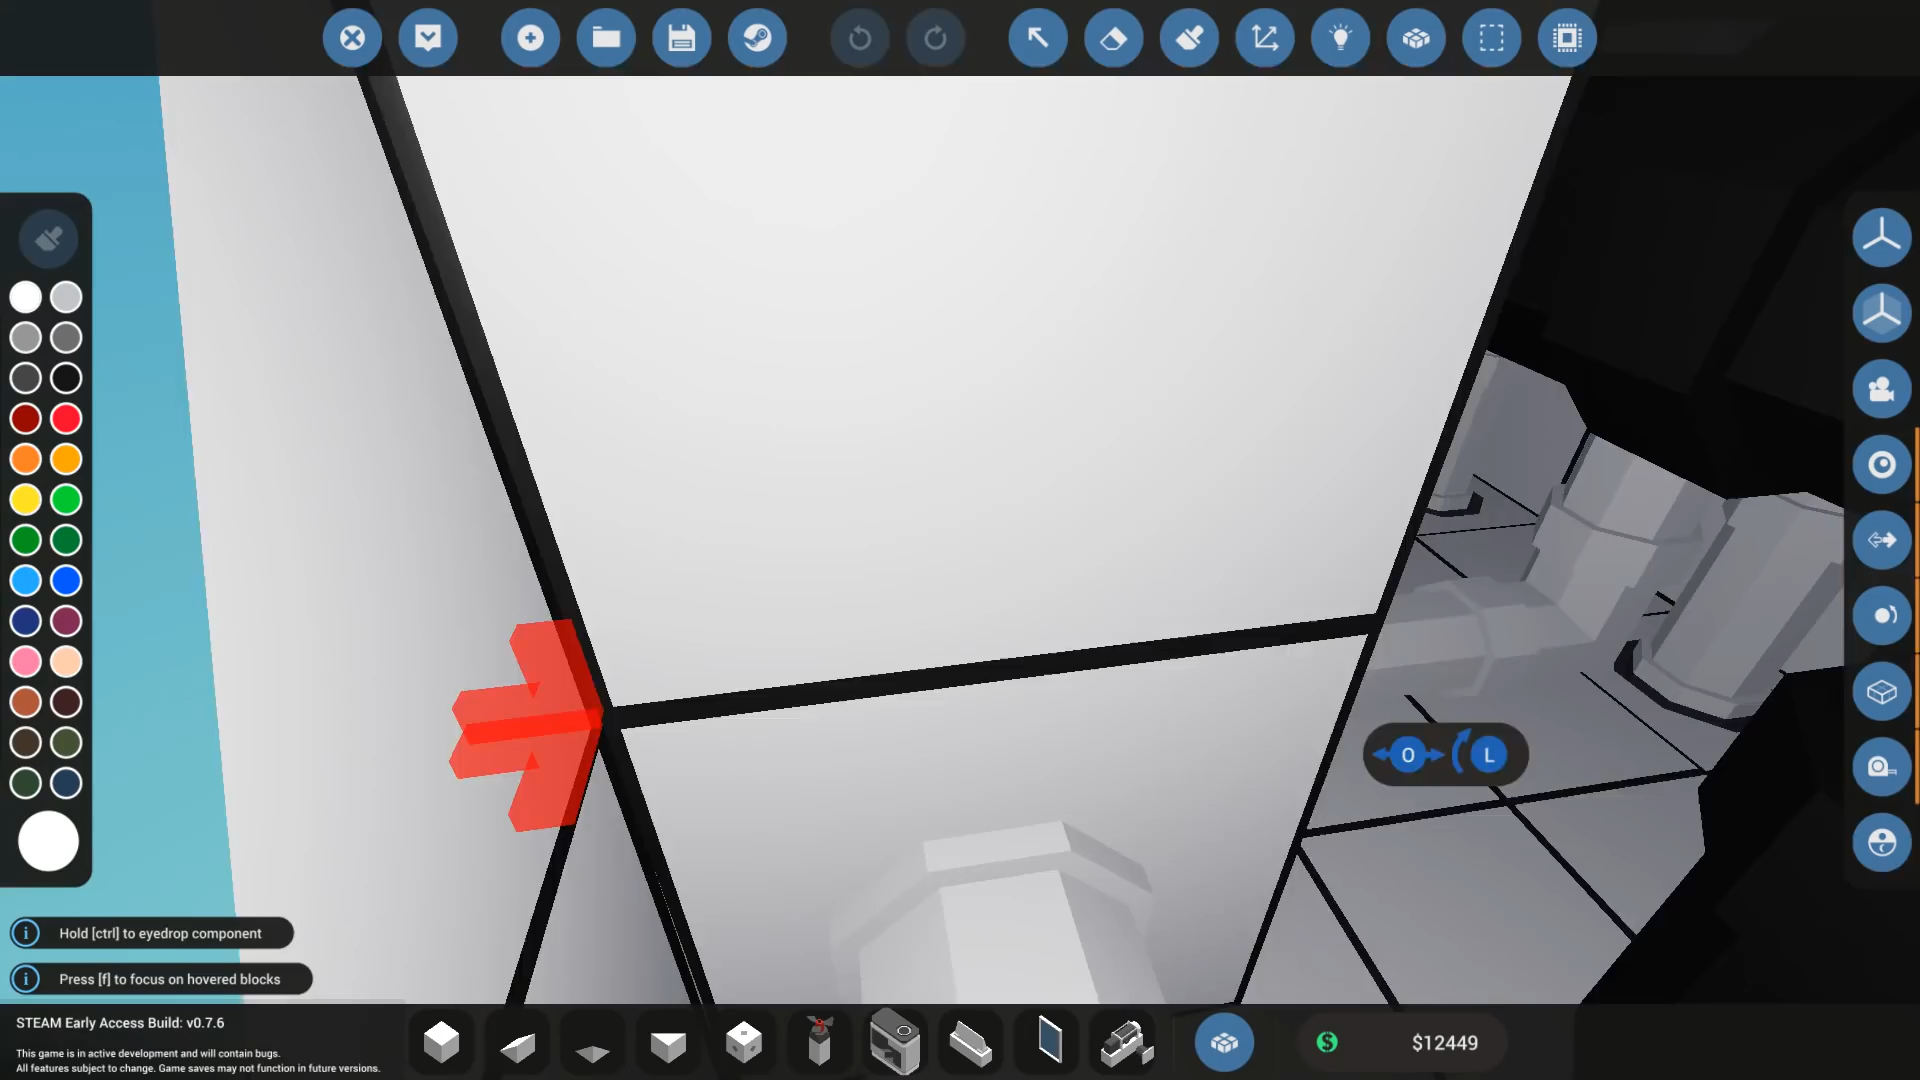 O L
Hold [ctrl] to eyedrop component
Press [f] to focus on hovered blocks
STEAM Early Access Build: v0.7.6
This game is in active development and will contain bugs.
All features subject to change. Game saves may not function in future versions.
$12449